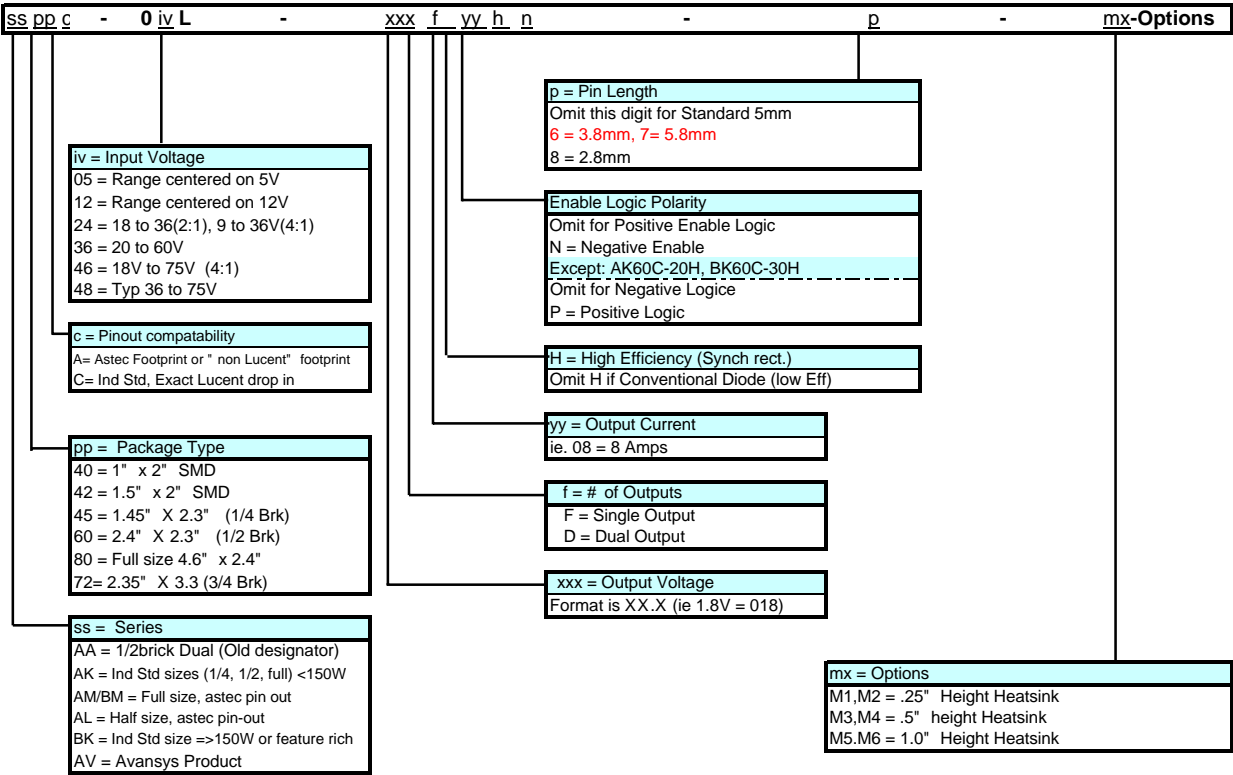 ss pp c - 0 iv L - xxx f yy h n - p - mx-Options
p = Pin Length
Omit this digit for Standard 5mm
6 = 3.8mm, 7= 5.8mm
8 = 2.8mm
iv = Input Voltage
05 = Range centered on 5V
12 = Range centered on 12V
24 = 18 to 36(2:1), 9 to 36V(4:1)
36 = 20 to 60V
46 = 18V to 75V (4:1)
48 = Typ 36 to 75V
Enable Logic Polarity
Omit for Positive Enable Logic
N = Negative Enable
Except: AK60C-20H, BK60C-30H
Omit for Negative Logice
P = Positive Logic
c = Pinout compatability
A= Astec Footprint or " non Lucent" footprint
C= Ind Std, Exact Lucent drop in
H = High Efficiency (Synch rect.)
Omit H if Conventional Diode (low Eff)
yy = Output Current
ie. 08 = 8 Amps
pp = Package Type
40 = 1" x 2" SMD
42 = 1.5" x 2" SMD
45 = 1.45" X 2.3" (1/4 Brk)
60 = 2.4" X 2.3" (1/2 Brk)
80 = Full size 4.6" x 2.4"
72= 2.35" X 3.3 (3/4 Brk)
f = # of Outputs
F = Single Output
D = Dual Output
xxx = Output Voltage
Format is XX.X (ie 1.8V = 018)
ss = Series
AA = 1/2brick Dual (Old designator)
AK = Ind Std sizes (1/4, 1/2, full) <150W
AM/BM = Full size, astec pin out
AL = Half size, astec pin-out
BK = Ind Std size =>150W or feature rich
AV = Avansys Product
mx = Options
M1,M2 = .25" Height Heatsink
M3,M4 = .5" height Heatsink
M5.M6 = 1.0" Height Heatsink